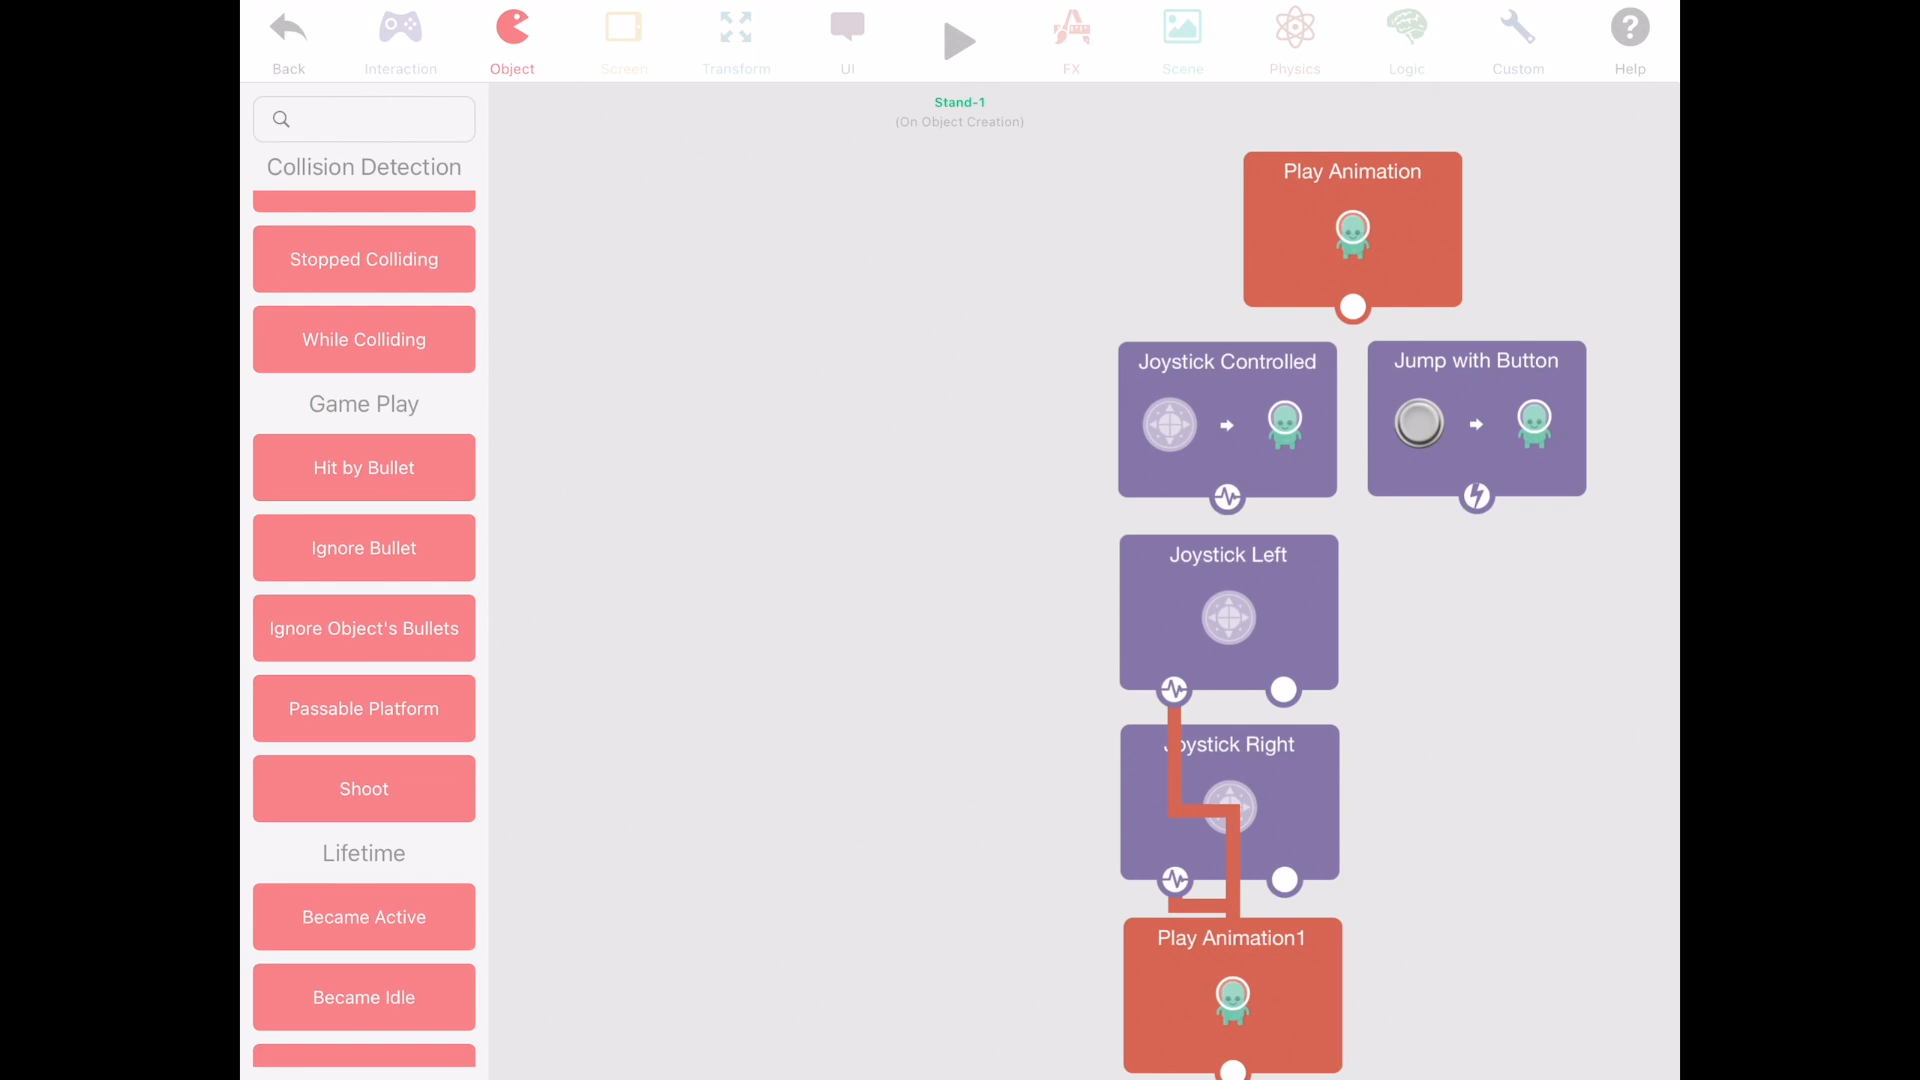 Back
Interaction
Object
Screen
Transform
UI
FX
Scene
Physics
Logic
Custom
Help
Stand-1
(On Object Creation)
Collision Detection
Stopped Colliding
While Colliding
Game Play
Hit by Bullet
Ignore Bullet
Ignore Object's Bullets
Passable Platform
Shoot
Lifetime
Became Active
Became Idle
Play Animation
Joystick Controlled
Jump with Button
Joystick Left
Joystick Right
Play Animation1